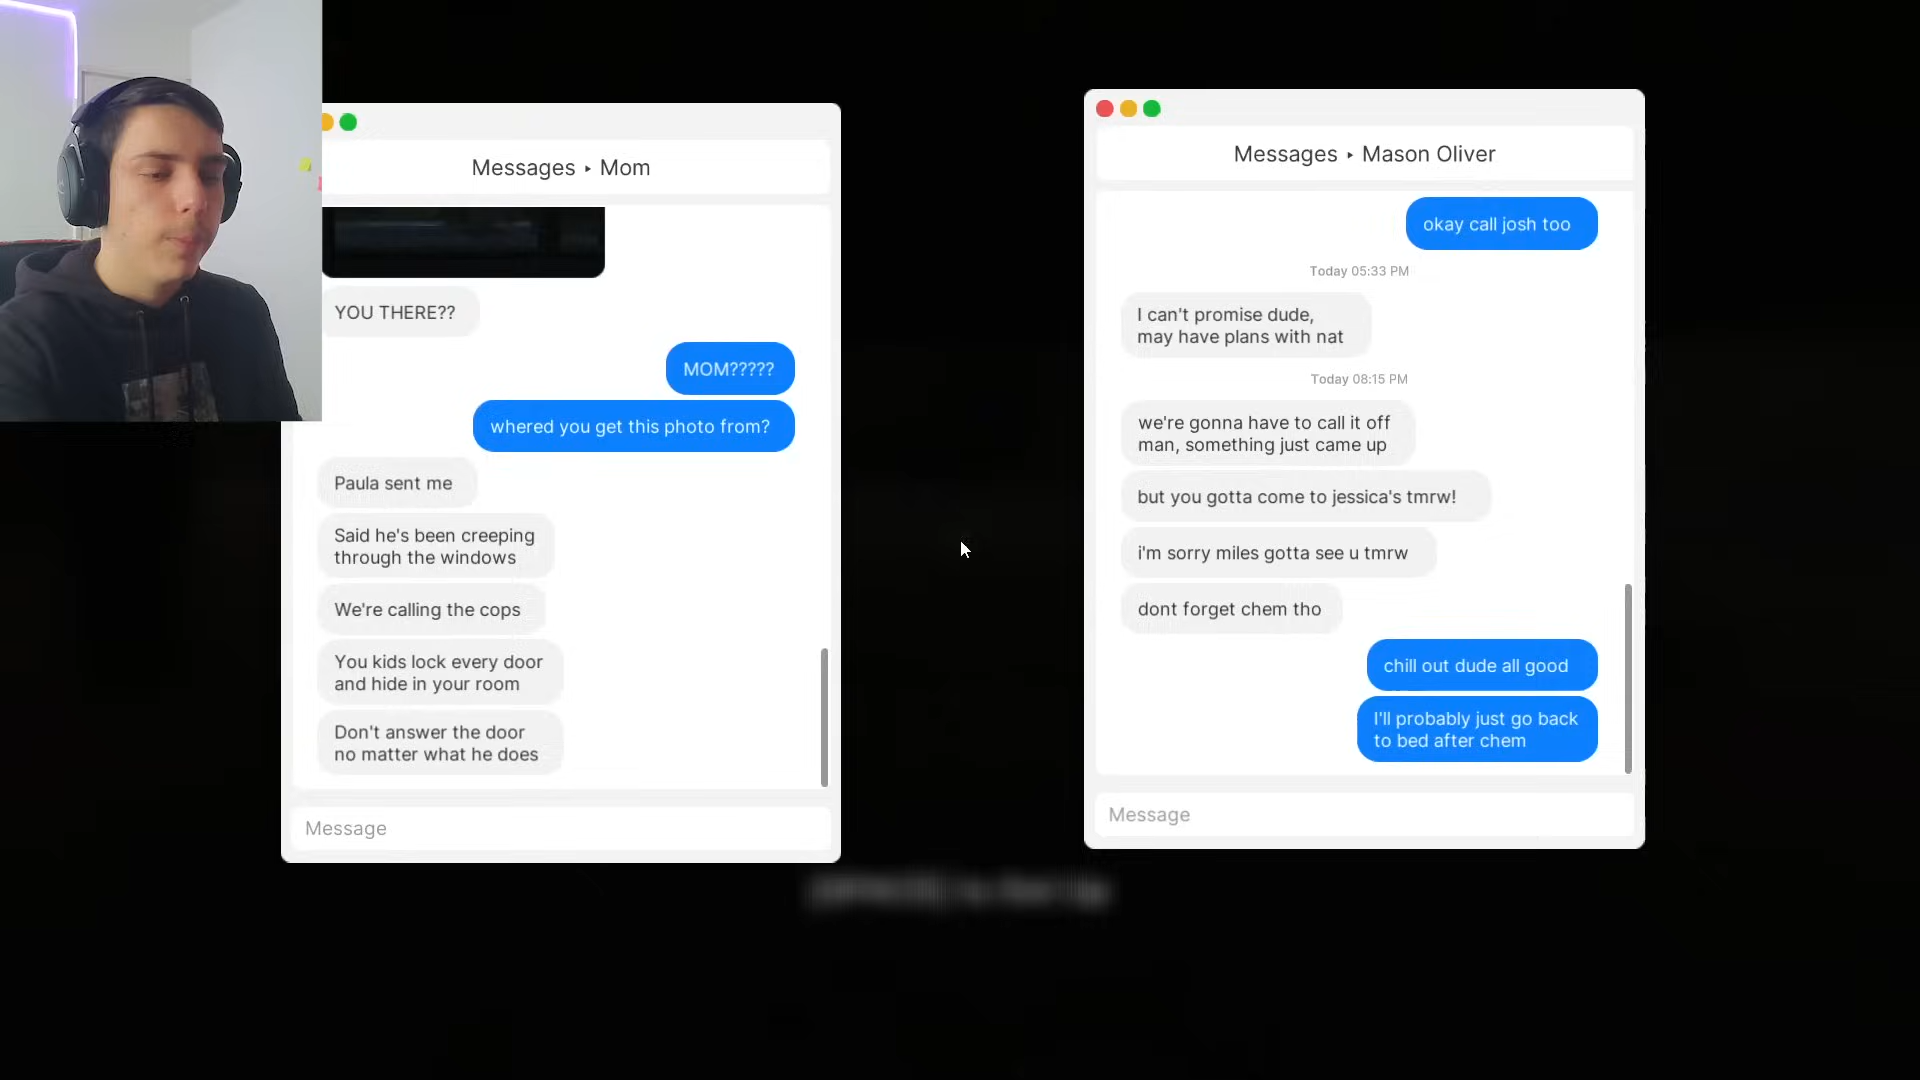 Messages ▸ Mom
YOU THERE??
MOM?????
whered you get this photo from?
Paula sent me
Said he's been creeping
through the windows
We're calling the cops
You kids lock every door
and hide in your room
Don't answer the door
no matter what he does
Message
Messages ▸ Mason Oliver
okay call josh too
Today 05:33 PM
I can't promise dude,
may have plans with nat
Today 08:15 PM
we're gonna have to call it off
man, something just came up
but you gotta come to jessica's tmrw!
i'm sorry miles gotta see u tmrw
dont forget chem tho
chill out dude all good
I'll probably just go back
to bed after chem
Message